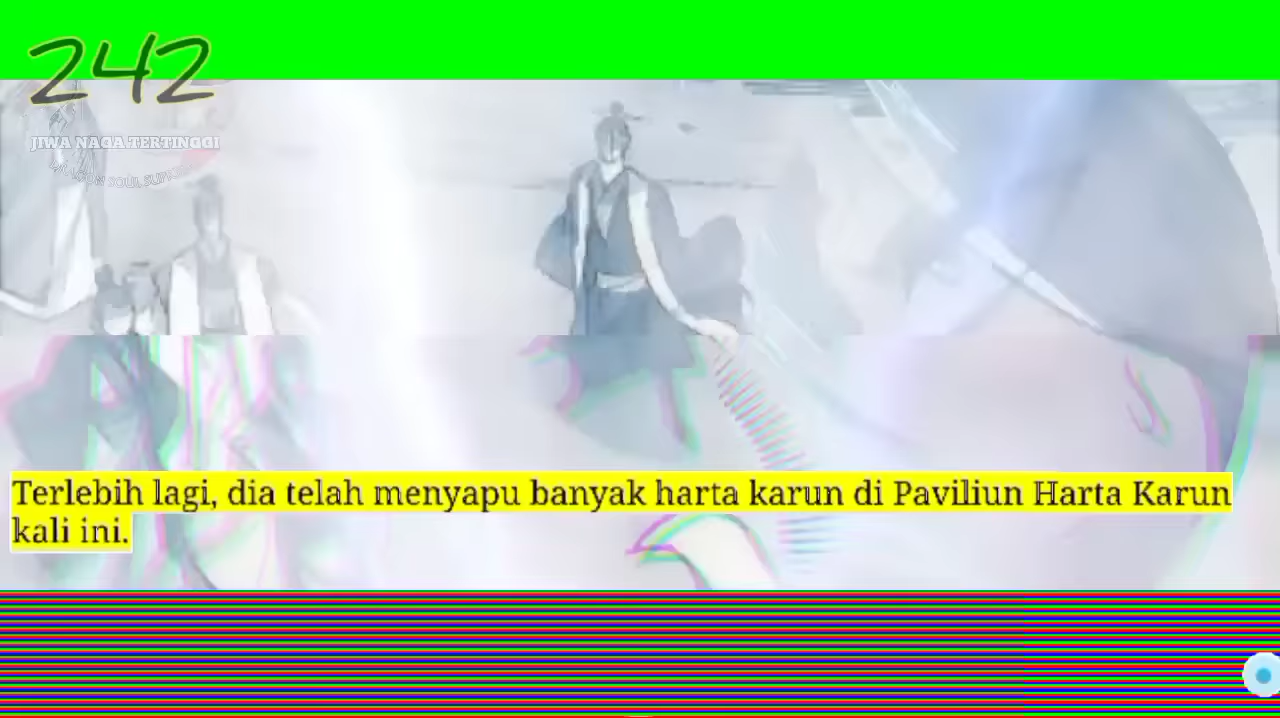 242
JIWA NAGA TERTINGGI
Terlebih lagi, dia telah menyapu banyak harta karun di Paviliun Harta Karun
kali ini.